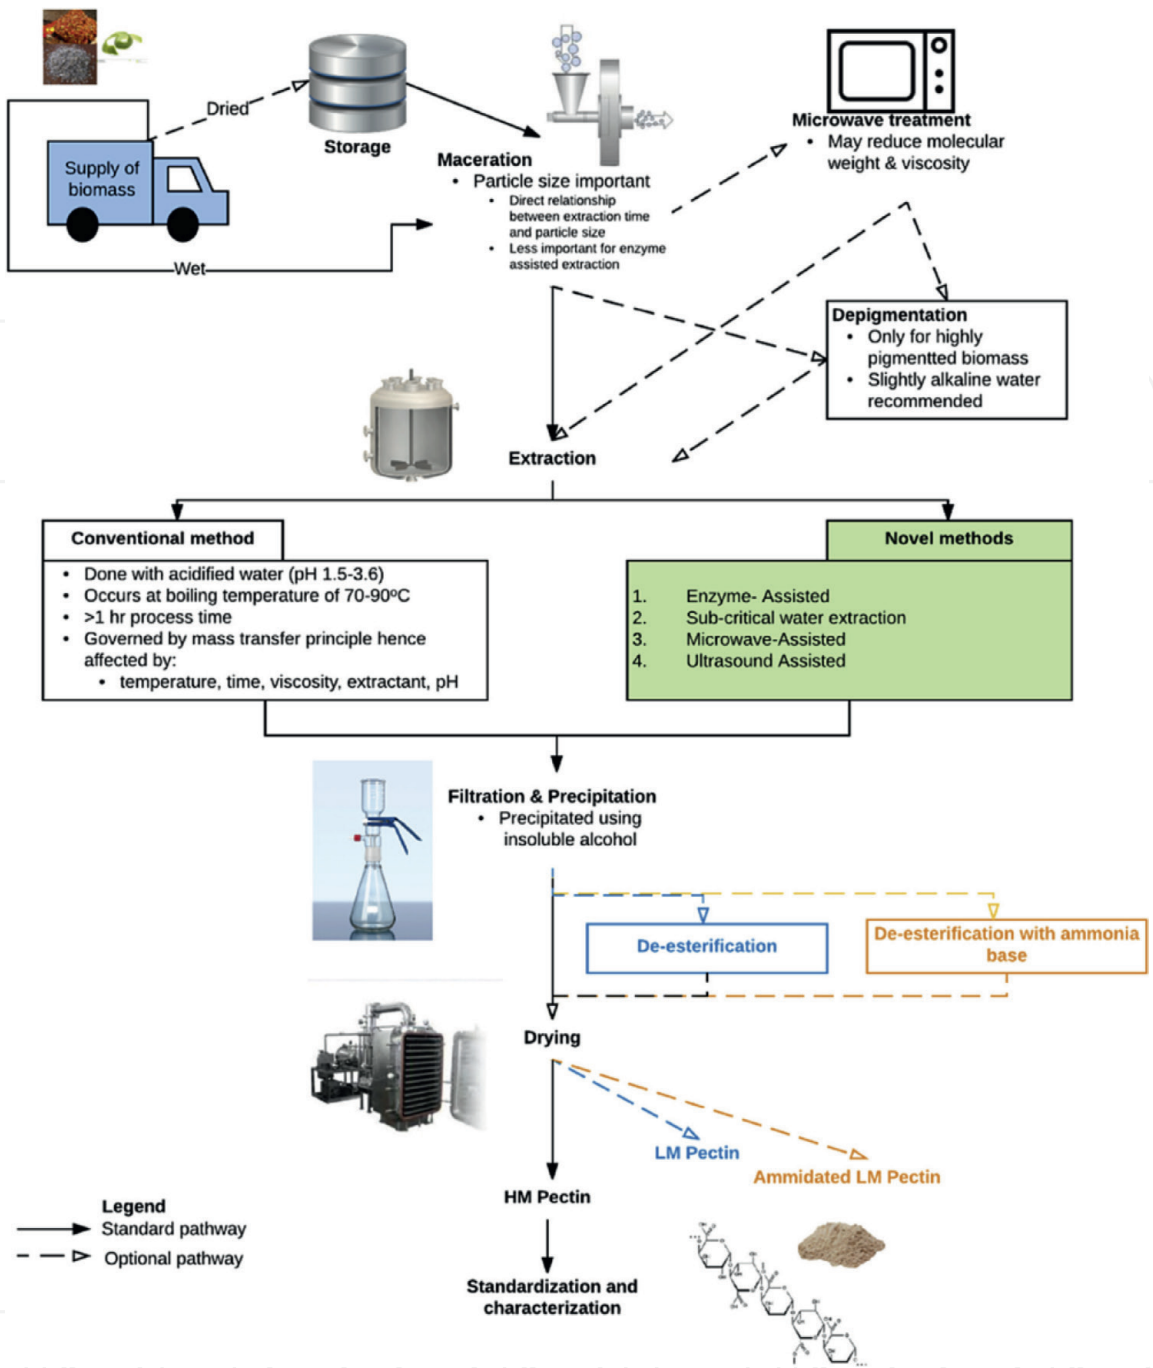 Dried
Supply of
biomass
Wet
Storage
Maceration
• Particle size important
• Direct relationship
between extraction time
and particle size
• Less important for enzyme
assisted extraction
Microwave treatment
• May reduce molecular
weight & viscosity
Depigmentation
• Only for highly
pigmentted biomass
• Slightly alkaline water
recommended
Extraction
Conventional method
• Done with acidified water (pH 1.5-3.6)
• Occurs at boiling temperature of 70-90ºC
• >1 hr process time
• Governed by mass transfer principle hence
affected by:
• temperature, time, viscosity, extractant, pH
Novel methods
1. Enzyme- Assisted
2. Sub-critical water extraction
3. Microwave-Assisted
4. Ultrasound Assisted
Filtration & Precipitation
• Precipitated using
insoluble alcohol
De-esterification
De-esterification with ammonia
base
Drying
LM Pectin
Ammidated LM Pectin
HM Pectin
Legend
Standard pathway
Optional pathway
Standardization and
characterization